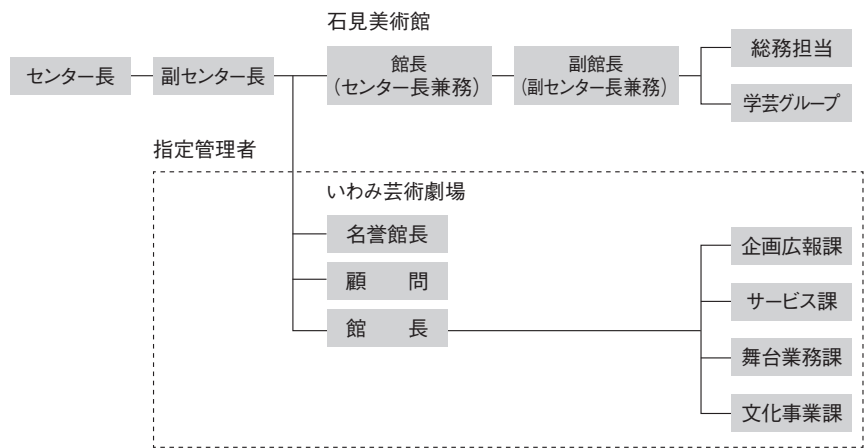 石見美術館
センター長
副センター長
館長
（センター長兼務）
副館長
（副センター長兼務）
総務担当
学芸グループ
指定管理者
いわみ芸術劇場
名誉館長
顧　問
館　長
企画広報課
サービス課
舞台業務課
文化事業課